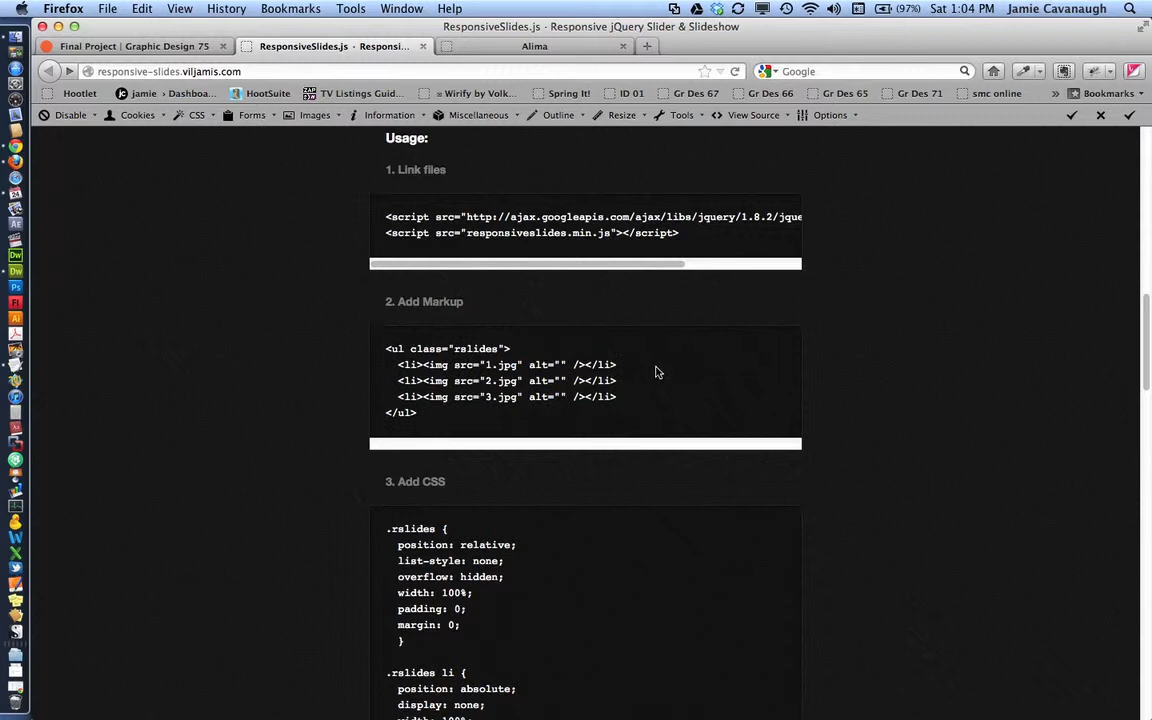 Firefox File Edit View History Bookmarks Tools Window Help (97%) Sat 1:04 PM Jamie Cavanaugh
ResponsiveSlides.js · Responsive jQuery Slider & Slideshow
Final Project | Graphic Design 75 ResponsiveSlides.js · Responsi... Alima
responsive-slides.viljamis.com Google
Hootlet jamie › Dashboa... HootSuite TV Listings Guid... Wirify by Volk... Spring It! ID 01 Gr Des 67 Gr Des 66 Gr Des 65 Gr Des 71 smc online Bookmarks
Disable Cookies CSS Forms Images Information Miscellaneous Outline Resize Tools View Source Options
Usage:
1. Link files
<script src="http://ajax.googleapis.com/ajax/libs/jquery/1.8.2/jque
<script src="responsiveslides.min.js"></script>
2. Add Markup
<ul class="rslides">
<li><img src="1.jpg" alt="" /></li>
<li><img src="2.jpg" alt="" /></li>
<li><img src="3.jpg" alt="" /></li>
</ul>
3. Add CSS
.rslides {
position: relative;
list-style: none;
overflow: hidden;
width: 100%;
padding: 0;
margin: 0;
}
.rslides li {
position: absolute;
display: none;
width: 100%;